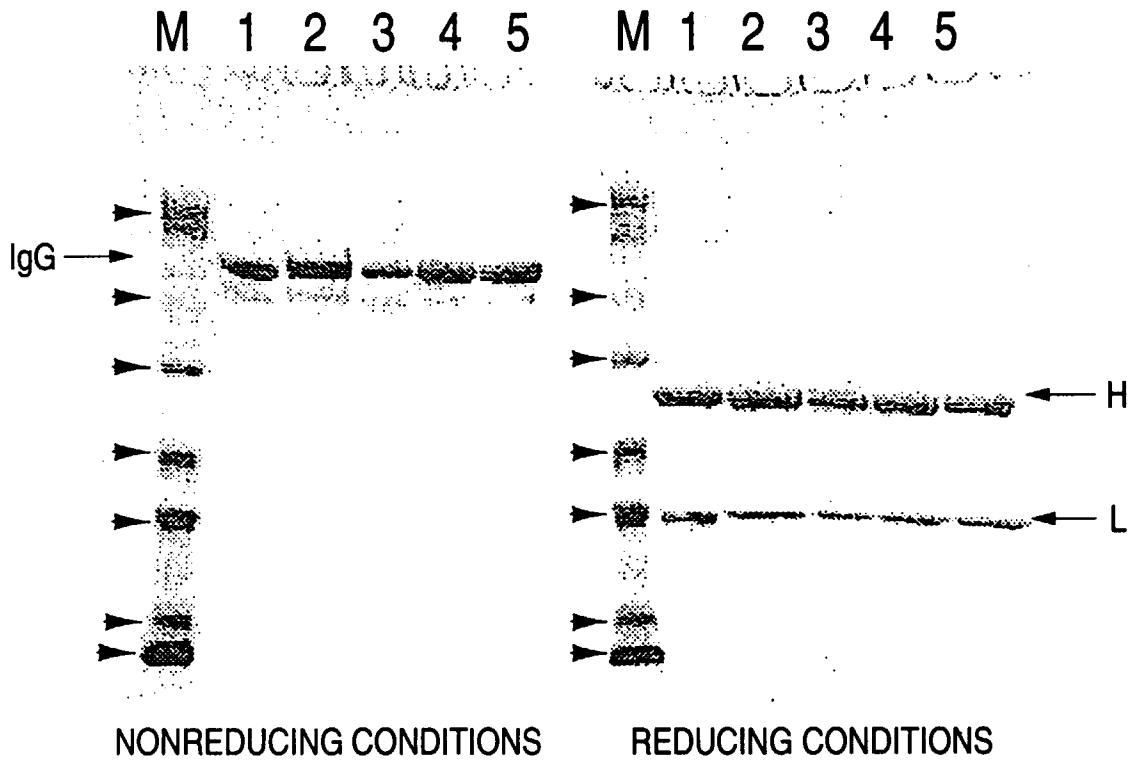 M 1 2 3 4 5
M 1 2 3 4 5
IgG
H
L
NONREDUCING CONDITIONS
REDUCING CONDITIONS